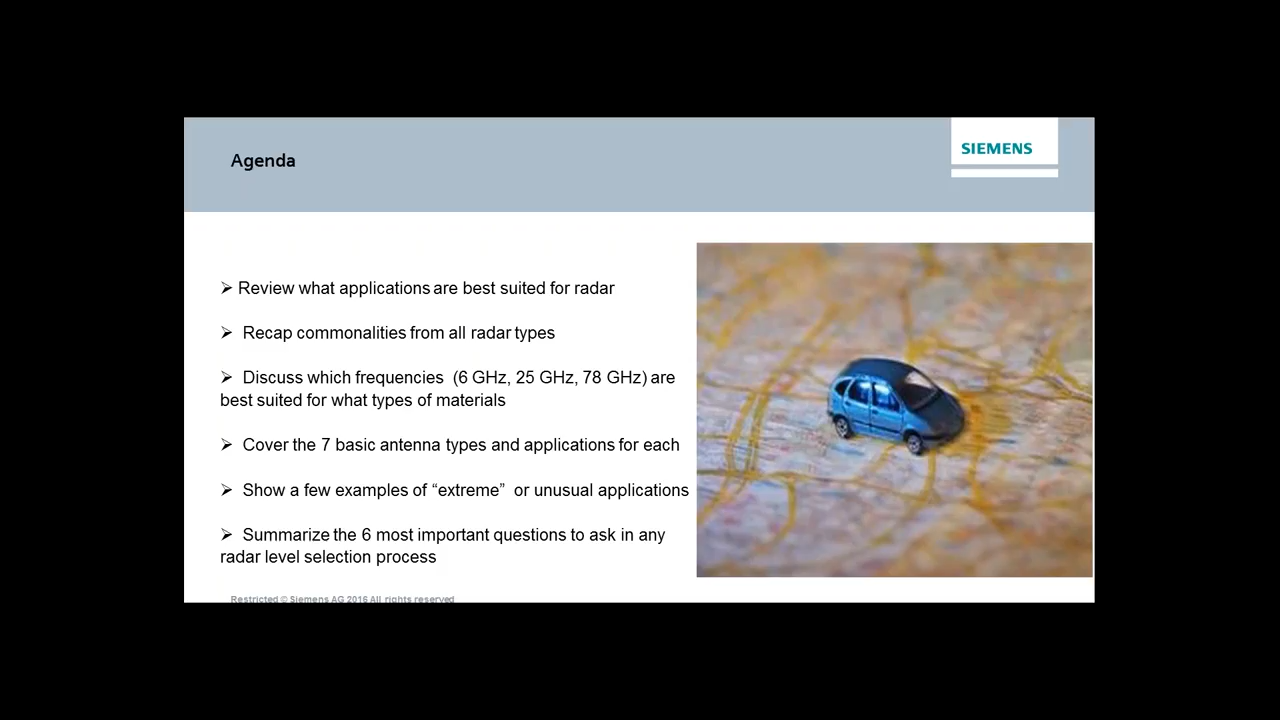 Agenda
SIEMENS
➢ Review what applications are best suited for radar
➢ Recap commonalities from all radar types
➢ Discuss which frequencies (6 GHz, 25 GHz, 78 GHz) are
best suited for what types of materials
➢ Cover the 7 basic antenna types and applications for each
➢ Show a few examples of “extreme” or unusual applications
➢ Summarize the 6 most important questions to ask in any
radar level selection process
Restricted © Siemens AG 2016 All rights reserved